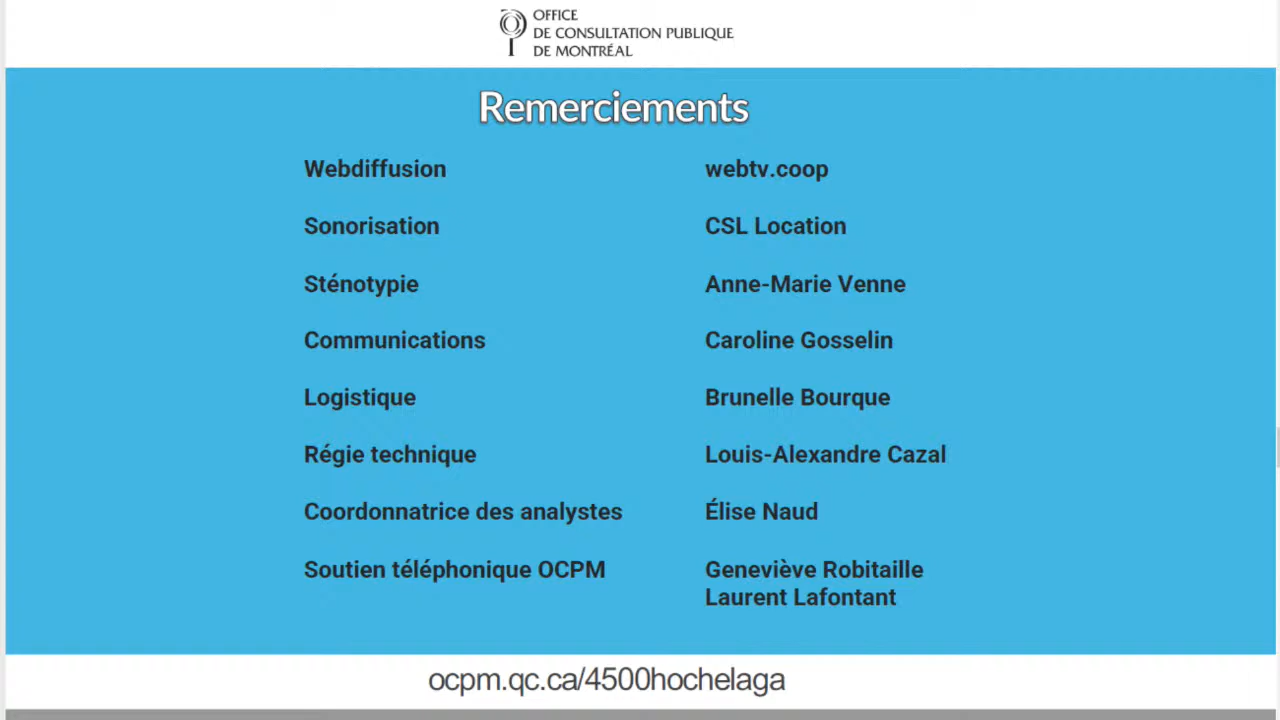 OFFICE
DE CONSULTATION PUBLIQUE
DE MONTRÉAL
Remerciements
Webdiffusion webtv.coop
Sonorisation CSL Location
Sténotypie Anne-Marie Venne
Communications Caroline Gosselin
Logistique Brunelle Bourque
Régie technique Louis-Alexandre Cazal
Coordonnatrice des analystes Élise Naud
Soutien téléphonique OCPM Geneviève Robitaille
Laurent Lafontant
ocpm.qc.ca/4500hochelaga